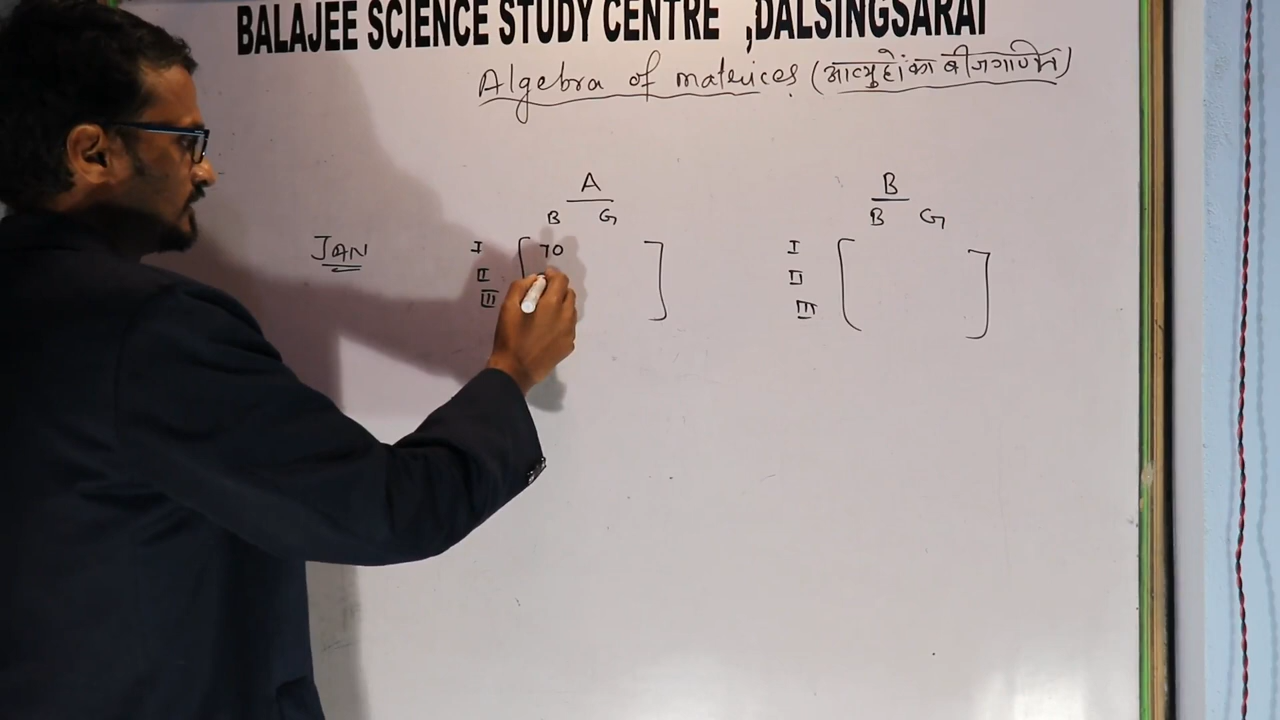 BALAJEE SCIENCE STUDY CENTRE ,DALSINGSARAI
Algebra of matrices (आव्युहों का बीजगणित)
A B
B G B G
JAN I 70 I
II II
III III